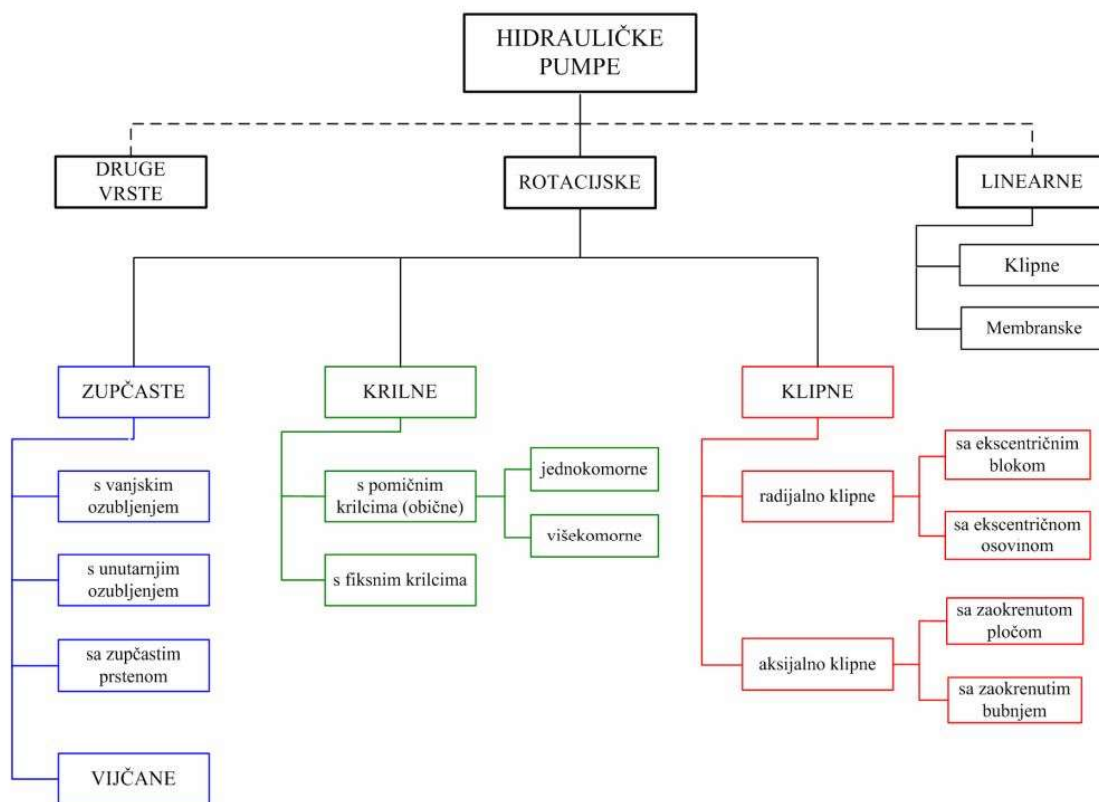 HIDRAULIČKE
PUMPE
DRUGE
VRSTE
ROTACIJSKE
LINEARNE
Klipne
Membranske
ZUPČASTE
s vanjskim
ozubljenjem
s unutarnjim
ozubljenjem
sa zupčastim
prstenom
VIJČANE
KRILNE
s pomičnim
krilcima (obične)
jednokomorne
višekomorne
s fiksnim krilcima
KLIPNE
radijalno klipne
sa ekscentričnim
blokom
sa ekscentričnom
osovinom
aksijalno klipne
sa zaokrenutom
pločom
sa zaokrenutim
bubnjem